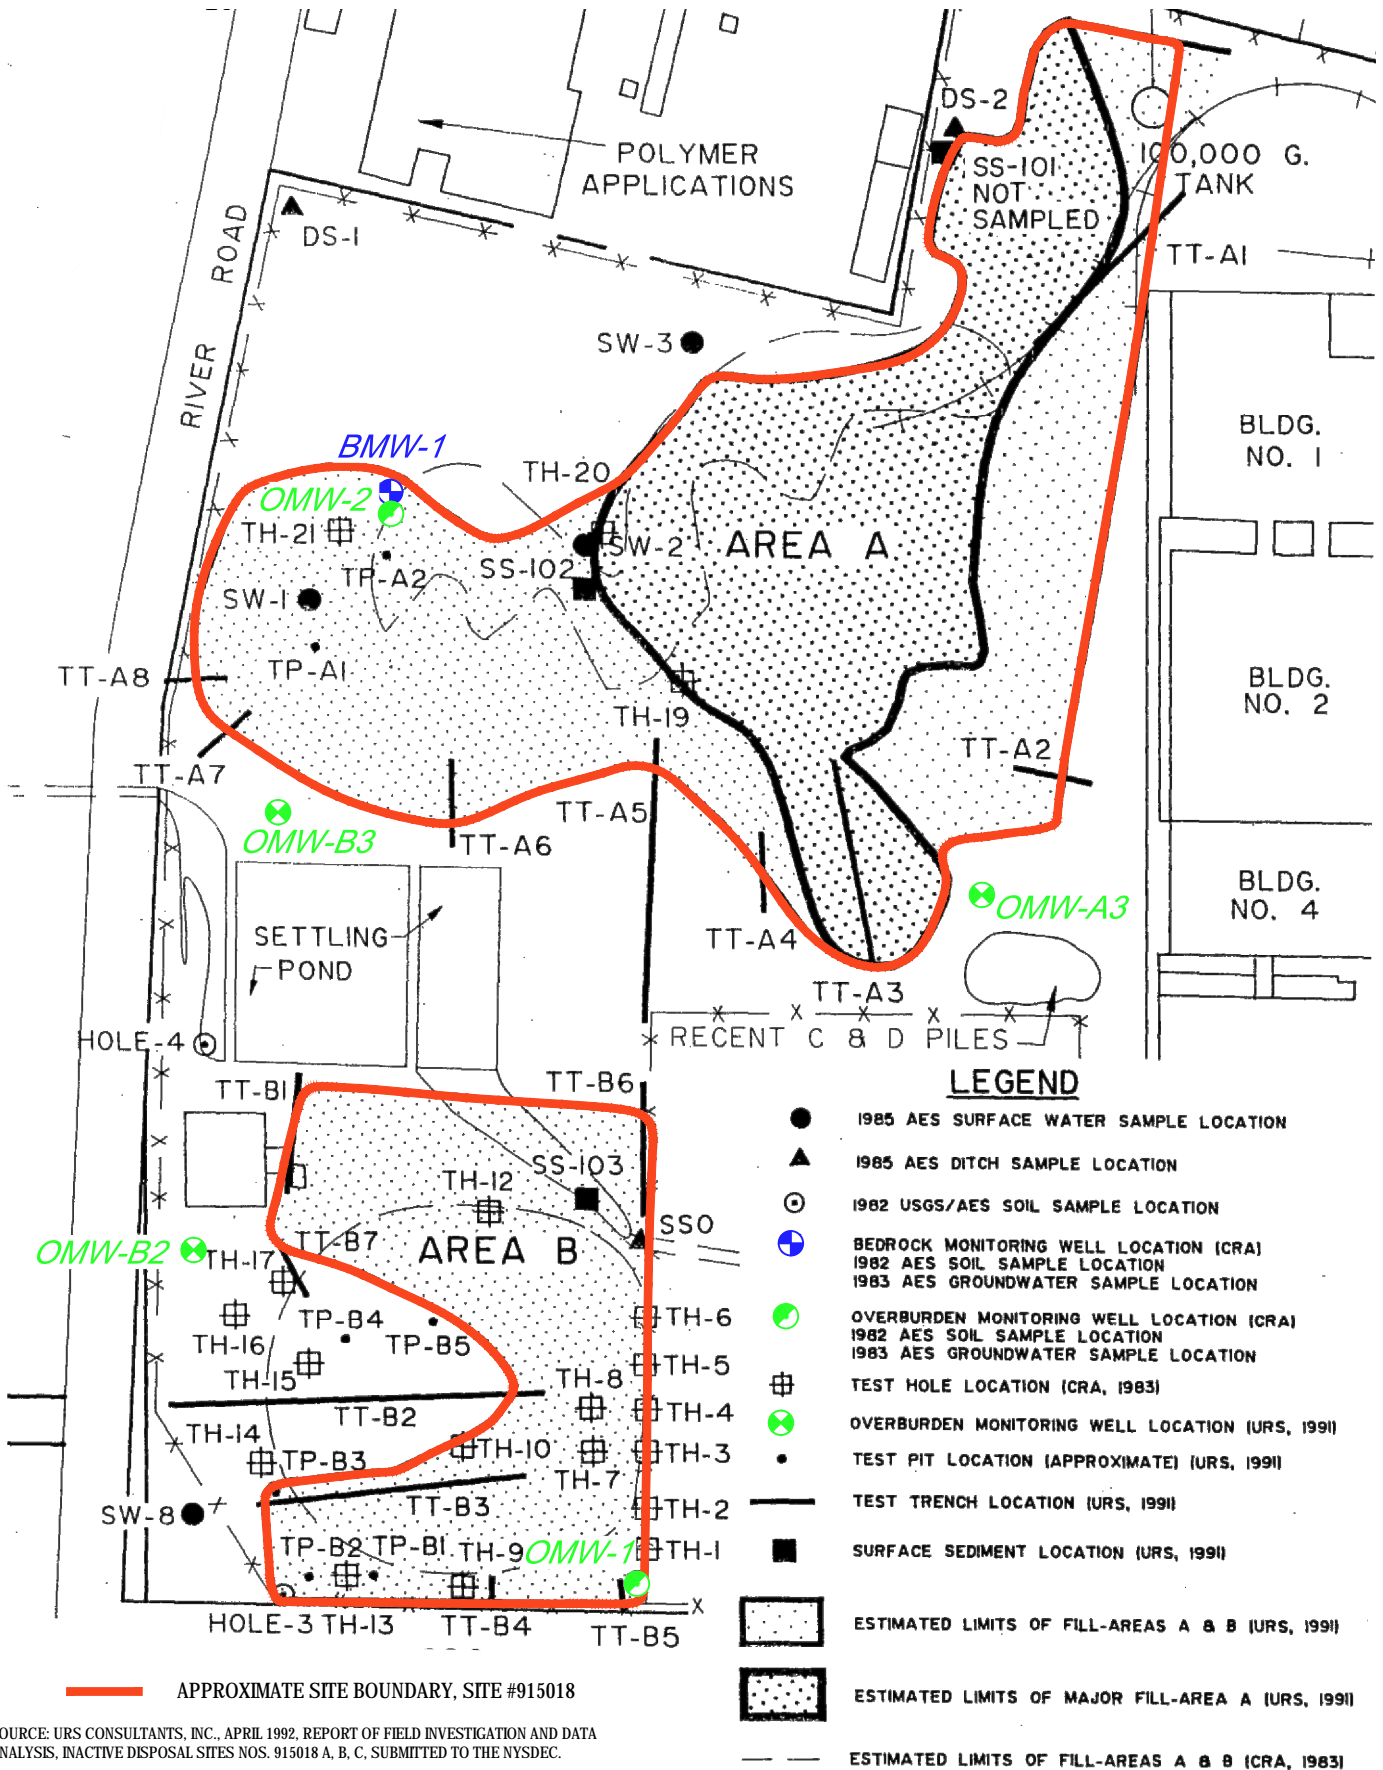 DS-2
POLYMER
APPLICATIONS
SS-101
NOT
SAMPLED
100,000 G.
TANK
DS-1
RIVER ROAD
TT-A1
SW-3
BLDG.
NO. 1
BMW-1
TH-20
OMW-2
TH-21
SW-2
AREA A
SS-102
TP-A2
SW-1
TP-A1
TT-A8
BLDG.
NO. 2
TH-19
TT-A2
TT-A7
TT-A5
OMW-B3
TT-A6
BLDG.
NO. 4
OMW-A3
SETTLING
POND
TT-A4
TT-A3
HOLE-4
RECENT C & D PILES
TT-B1
TT-B6
SS-103
TH-12
SSO
OMW-B2
TH-17
TT-B7
AREA B
TP-B4
TP-B5
TH-6
TH-16
TH-5
TH-15
TH-8
TH-4
TT-B2
TH-14
TP-B3
TH-10
TH-3
TH-7
TT-B3
TH-2
SW-8
TP-B2
TP-B1
TH-9
OMW-1
TH-1
HOLE-3
TH-13
TT-B4
TT-B5
LEGEND
1985 AES SURFACE WATER SAMPLE LOCATION
1985 AES DITCH SAMPLE LOCATION
1982 USGS/AES SOIL SAMPLE LOCATION
BEDROCK MONITORING WELL LOCATION (CRA)
1982 AES SOIL SAMPLE LOCATION
1983 AES GROUNDWATER SAMPLE LOCATION
OVERBURDEN MONITORING WELL LOCATION (CRA)
1982 AES SOIL SAMPLE LOCATION
1983 AES GROUNDWATER SAMPLE LOCATION
TEST HOLE LOCATION (CRA, 1983)
OVERBURDEN MONITORING WELL LOCATION (URS, 1991)
TEST PIT LOCATION (APPROXIMATE) (URS, 1991)
TEST TRENCH LOCATION (URS, 1991)
SURFACE SEDIMENT LOCATION (URS, 1991)
ESTIMATED LIMITS OF FILL-AREAS A & B (URS, 1991)
ESTIMATED LIMITS OF MAJOR FILL-AREA A (URS, 1991)
ESTIMATED LIMITS OF FILL-AREAS A & B (CRA, 1983)
APPROXIMATE SITE BOUNDARY, SITE #915018
OURCE: URS CONSULTANTS, INC., APRIL 1992, REPORT OF FIELD INVESTIGATION AND DATA
NALYSIS, INACTIVE DISPOSAL SITES NOS. 915018 A, B, C, SUBMITTED TO THE NYSDEC.